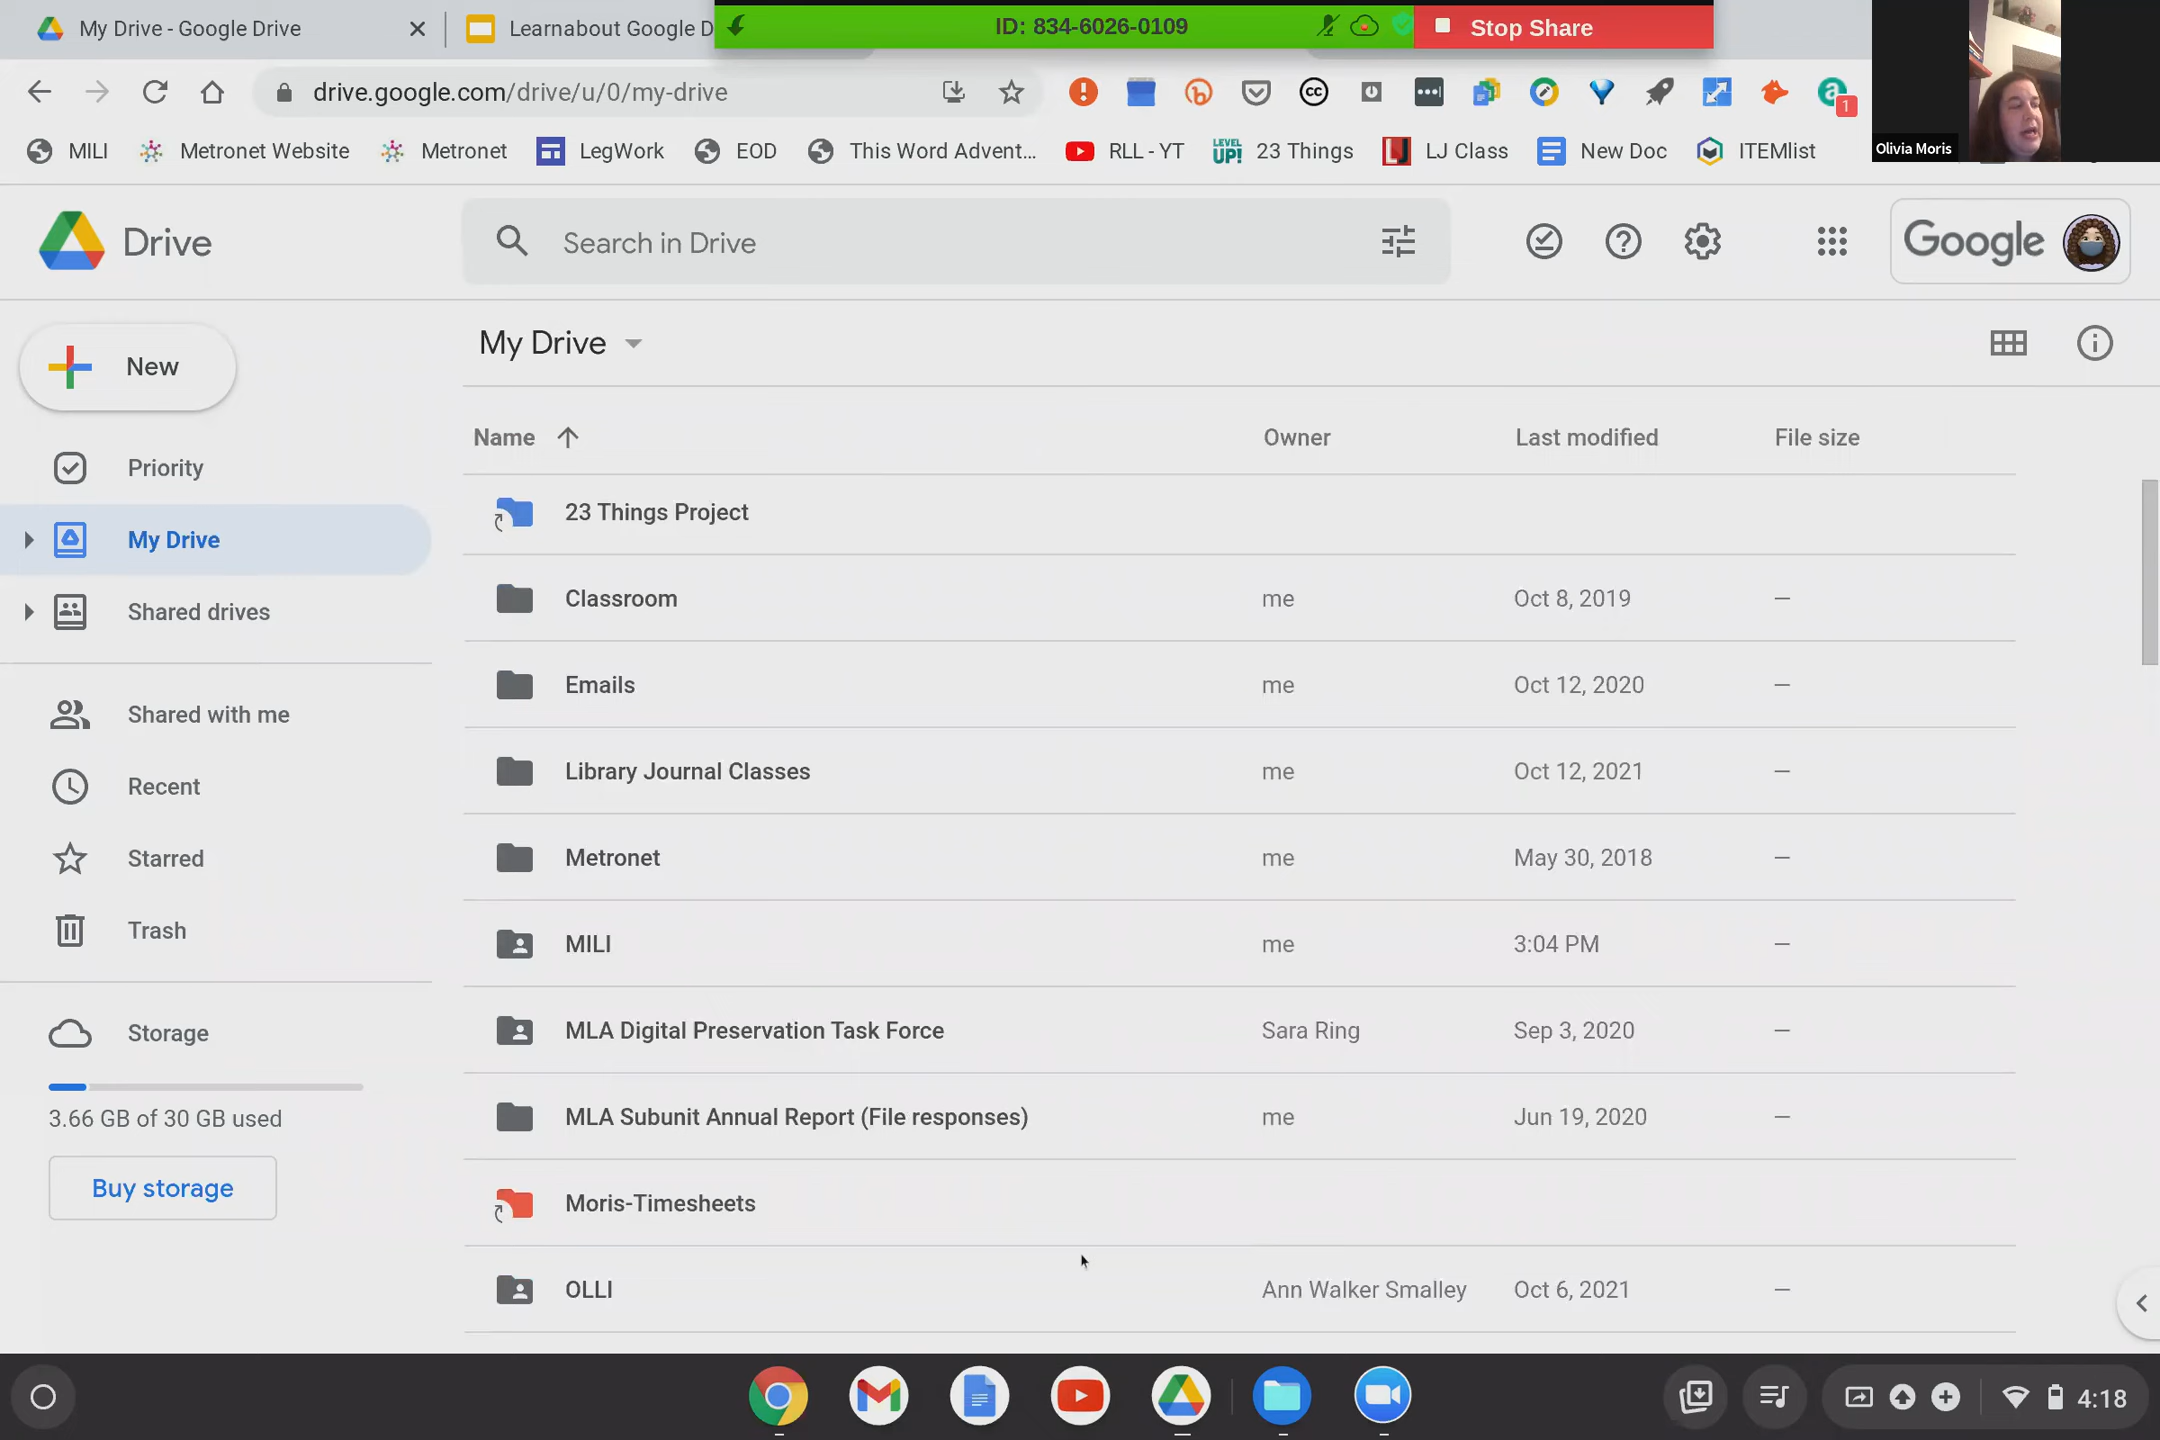 My Drive - Google Drive
Learnabout Google D
ID: 834-6026-0109
Stop Share
drive.google.com/drive/u/0/my-drive
CC
1
Olivia Moris
MILI
Metronet Website
Metronet
LegWork
EOD
This Word Advent...
RLL - YT
LEVEL UP!
23 Things
LJ Class
New Doc
ITEMlist
Drive
Search in Drive
Google
New
My Drive
Name
Owner
Last modified
File size
Priority
My Drive
Shared drives
Shared with me
Recent
Starred
Trash
Storage
3.66 GB of 30 GB used
Buy storage
23 Things Project
Classroom me Oct 8, 2019 —
Emails me Oct 12, 2020 —
Library Journal Classes me Oct 12, 2021 —
Metronet me May 30, 2018 —
MILI me 3:04 PM —
MLA Digital Preservation Task Force Sara Ring Sep 3, 2020 —
MLA Subunit Annual Report (File responses) me Jun 19, 2020 —
Moris-Timesheets
OLLI Ann Walker Smalley Oct 6, 2021 —
4:18